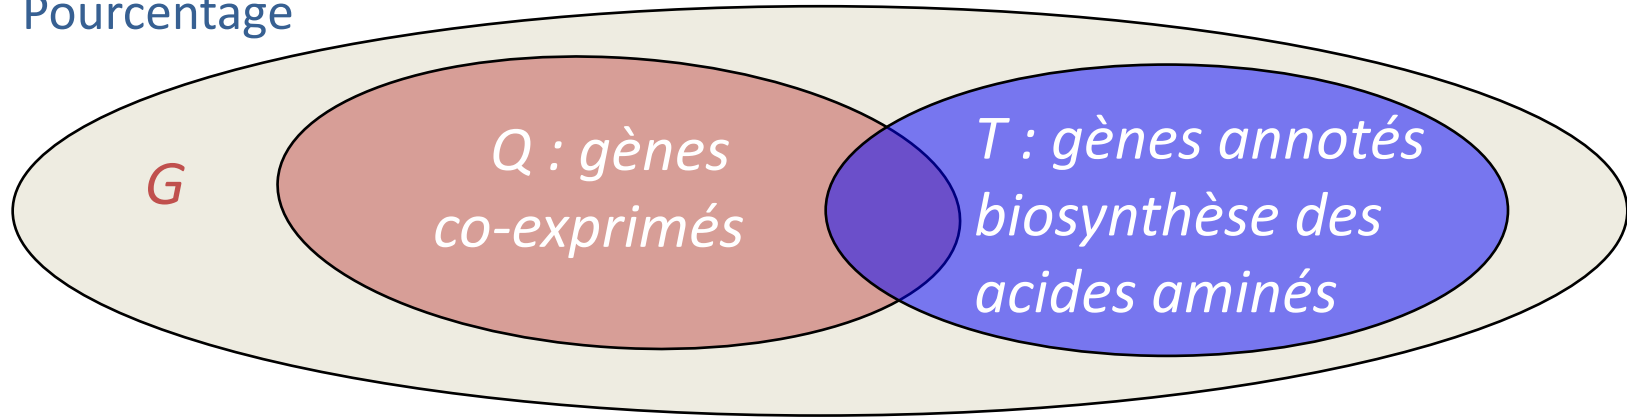 Pourcentage
G
Q : gènes
co-exprimés
T : gènes annotés
biosynthèse des
acides aminés